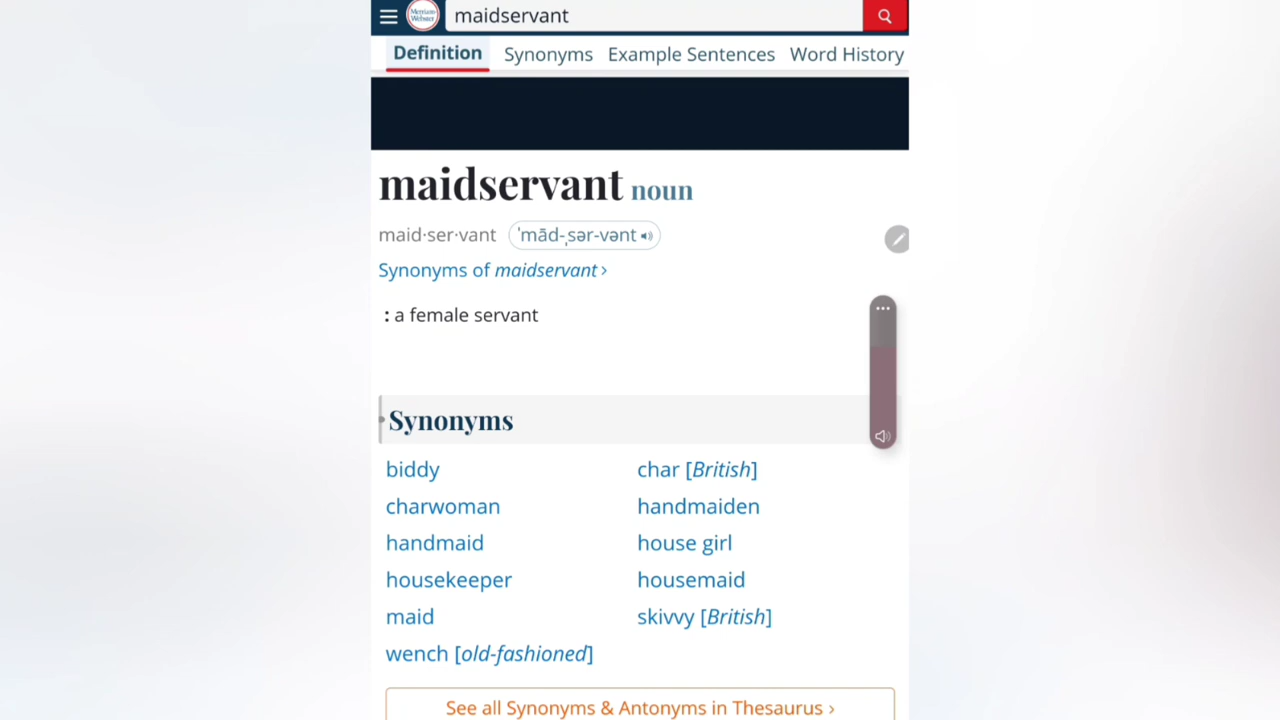 Merriam-Webster
maidservant
Definition Synonyms Example Sentences Word History
maidservant noun
maid·ser·vant ˈmād-ˌsər-vənt
Synonyms of maidservant ›
: a female servant
Synonyms
biddy char [British]
charwoman handmaiden
handmaid house girl
housekeeper housemaid
maid skivvy [British]
wench [old-fashioned]
See all Synonyms & Antonyms in Thesaurus ›